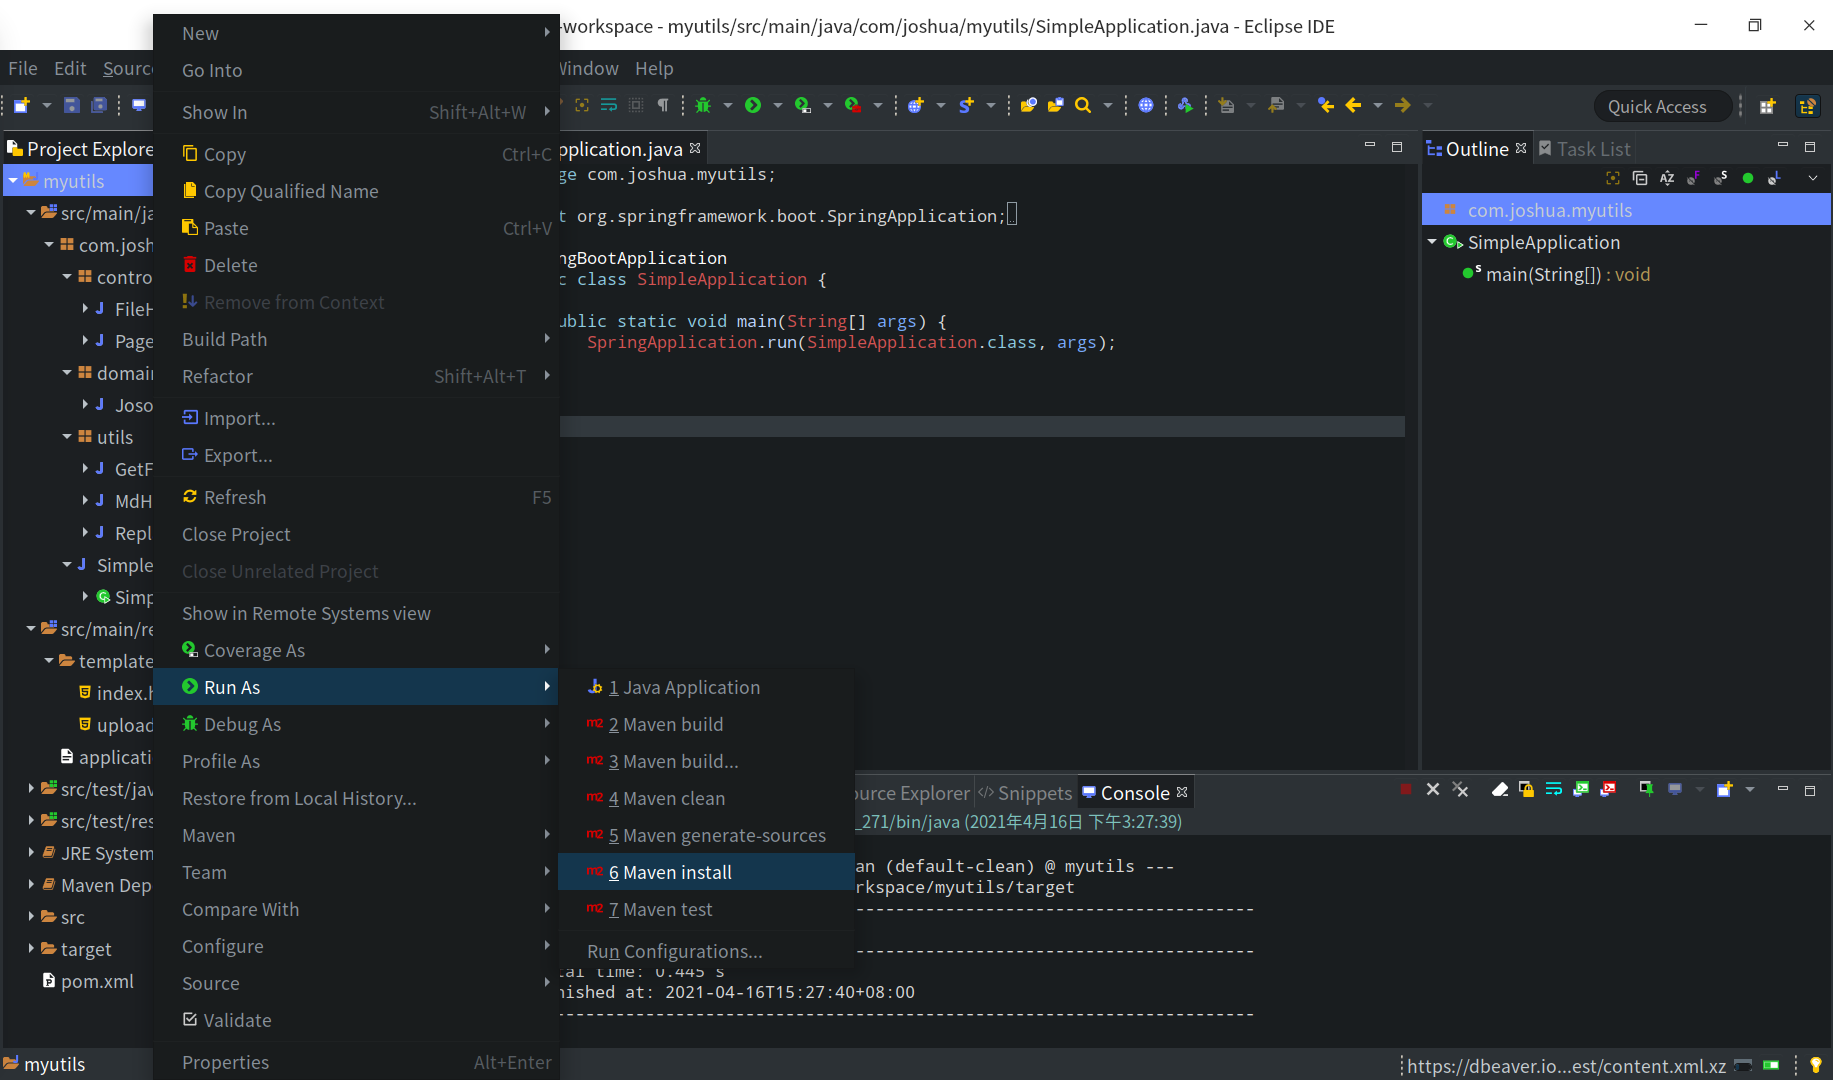 -workspace - myutils/src/main/java/com/joshua/myutils/SimpleApplication.java - Eclipse IDE
File Edit Source Window Help
Quick Access
Project Explore
myutils
src/main/ja
com.josh
contro
FileH
Page
domain
Joso
utils
GetF
MdH
Repl
Simple
Simp
src/main/re
template
index.h
upload
applicati
src/test/jav
src/test/res
JRE System
Maven Dep
src
target
pom.xml
New
Go Into
Show In Shift+Alt+W
Copy Ctrl+C
Copy Qualified Name
Paste Ctrl+V
Delete
Remove from Context
Build Path
Refactor Shift+Alt+T
Import...
Export...
Refresh F5
Close Project
Close Unrelated Project
Show in Remote Systems view
Coverage As
Run As
Debug As
Profile As
Restore from Local History...
Maven
Team
Compare With
Configure
Source
Validate
Properties Alt+Enter
1 Java Application
2 Maven build
3 Maven build...
4 Maven clean
5 Maven generate-sources
6 Maven install
7 Maven test
Run Configurations...
pplication.java
ge com.joshua.myutils;
t org.springframework.boot.SpringApplication;
ngBootApplication
c class SimpleApplication {
ublic static void main(String[] args) {
SpringApplication.run(SimpleApplication.class, args);
Outline Task List
com.joshua.myutils
SimpleApplication
main(String[]) : void
ource Explorer Snippets Console
_271/bin/java (2021年4月16日 下午3:27:39)
an (default-clean) @ myutils ---
rkspace/myutils/target
----------------------------------------
----------------------------------------
tal time: 0.445 s
nished at: 2021-04-16T15:27:40+08:00
----------------------------------------------------------------------
myutils
https://dbeaver.io...est/content.xml.xz